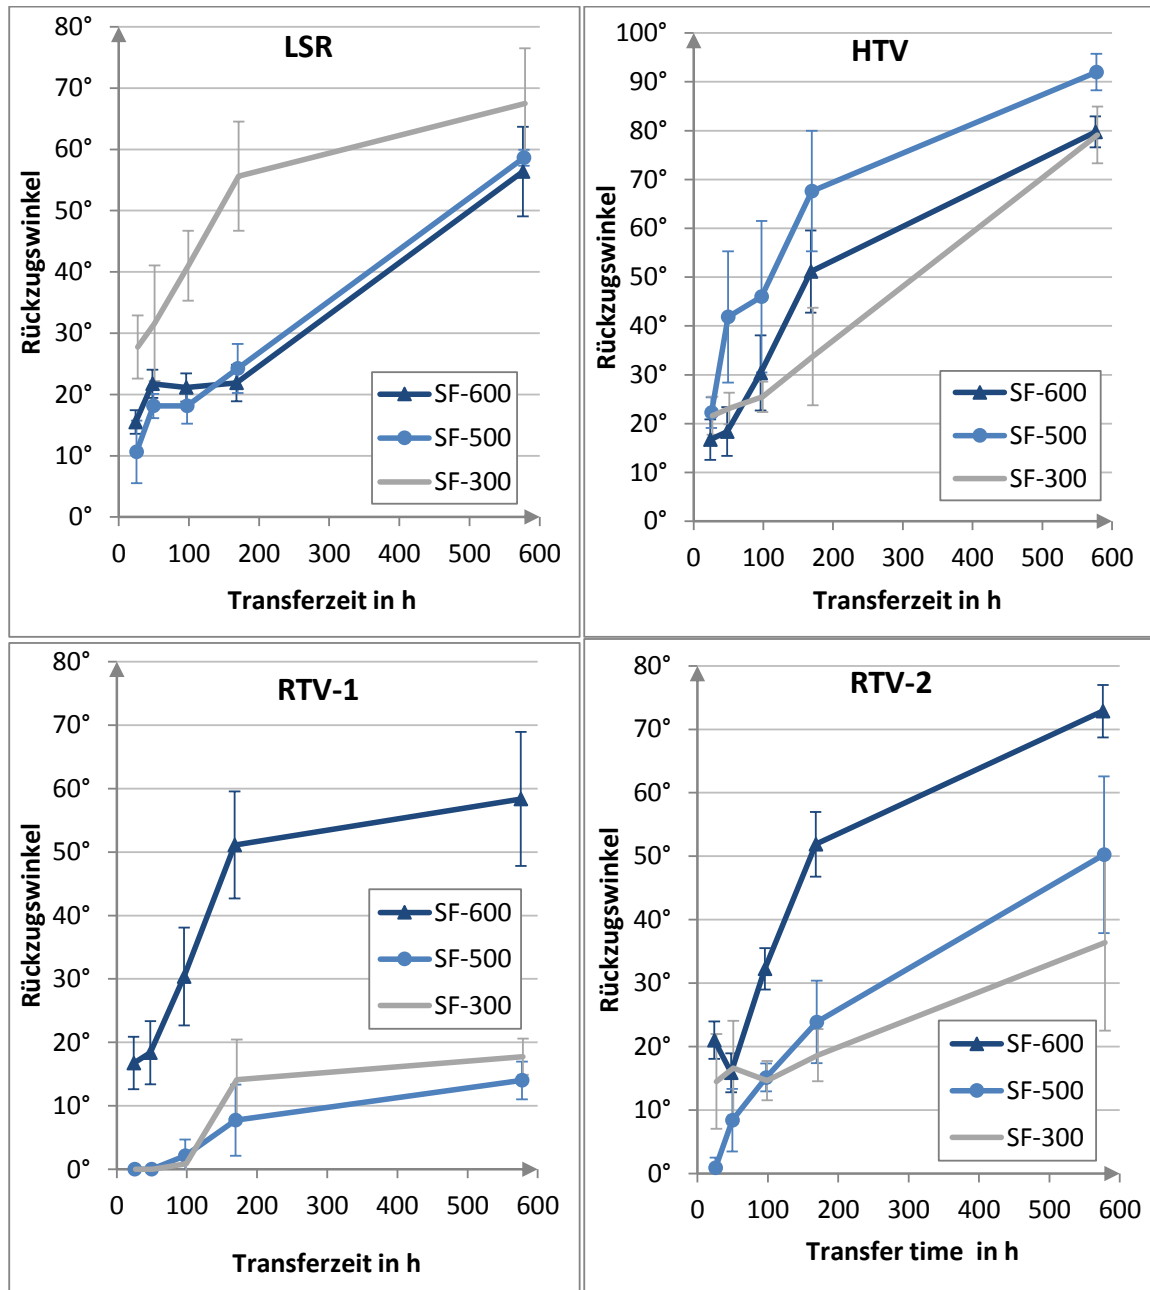 LSR
80°
70°
60°
50°
40°
30°
20°
10°
0°
Rückzugswinkel
SF-600
SF-500
SF-300
0 100 200 300 400 500 600
Transferzeit in h
HTV
100°
90°
80°
70°
60°
50°
40°
30°
20°
10°
0°
Rückzugswinkel
SF-600
SF-500
SF-300
0 100 200 300 400 500 600
Transferzeit in h
RTV-1
80°
70°
60°
50°
40°
30°
20°
10°
0°
Rückzugswinkel
SF-600
SF-500
SF-300
0 100 200 300 400 500 600
Transferzeit in h
RTV-2
80°
70°
60°
50°
40°
30°
20°
10°
0°
Rückzugswinkel
SF-600
SF-500
SF-300
0 100 200 300 400 500 600
Transfer time in h